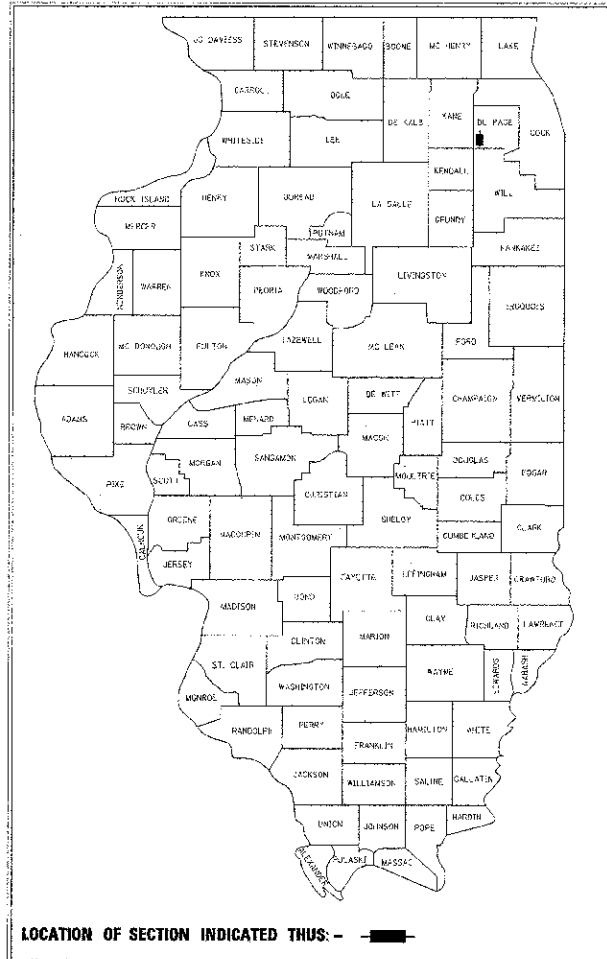 JO DAVIESS STEVENSON WINNEBAGO BOONE MC HENRY LAKE
CARROLL OGLE DE KALB KANE DU PAGE COOK
WHITESIDE LEE
KENDALL
ROCK ISLAND HENRY BUREAU LA SALLE GRUNDY WILL
MERCER PUTNAM KANKAKEE
STARK MARSHALL
HENDERSON WARREN KNOX PEORIA WOODFORD LIVINGSTON IROQUOIS
HANCOCK MC DONOUGH FULTON TAZEWELL MC LEAN FORD
MASON
SCHUYLER LOGAN DE WITT CHAMPAIGN VERMILION
ADAMS BROWN CASS MENARD MACON PIATT
MORGAN SANGAMON DOUGLAS
PIKE SCOTT CHRISTIAN MOULTRIE EDGAR
COLES
GREENE SHELBY CLARK
CALHOUN MACOUPIN MONTGOMERY CUMBERLAND
JERSEY FAYETTE EFFINGHAM JASPER CRAWFORD
MADISON BOND
CLAY RICHLAND LAWRENCE
CLINTON MARION
ST. CLAIR WAYNE EDWARDS WABASH
WASHINGTON JEFFERSON
MONROE
RANDOLPH PERRY HAMILTON WHITE
FRANKLIN
JACKSON WILLIAMSON SALINE GALLATIN
UNION JOHNSON POPE HARDIN
ALEXANDER PULASKI MASSAC
LOCATION OF SECTION INDICATED THUS: -